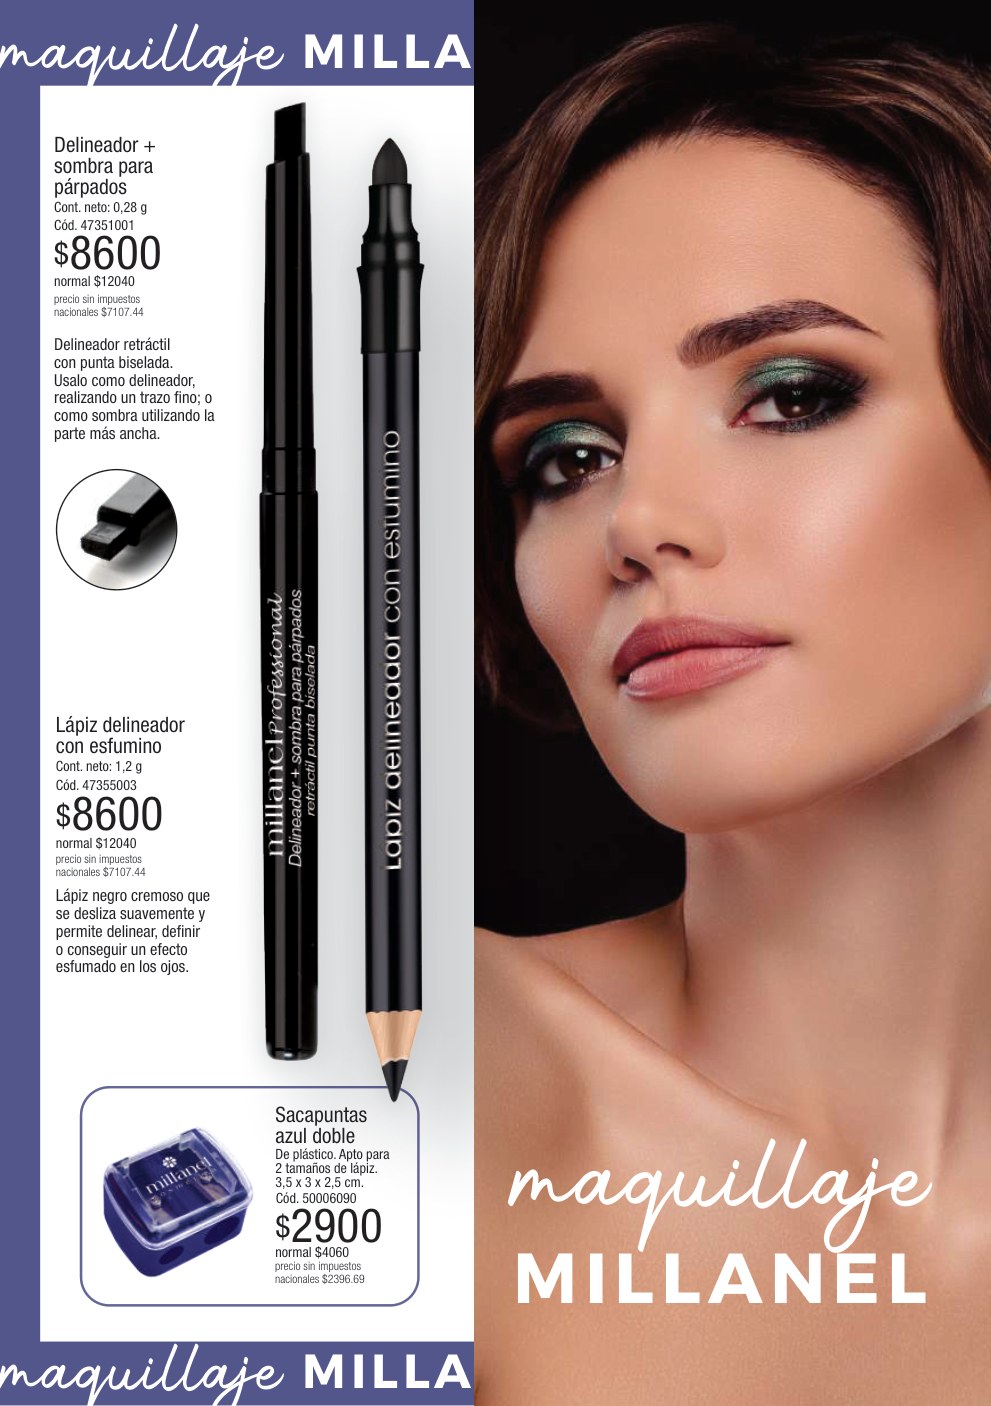 maquillaje MILLA
Delineador +
sombra para
párpados
Cont. neto: 0,28 g
Cód. 47351001
$8600
normal $12040
precio sin impuestos
nacionales $7107.44
Delineador retráctil
con punta biselada.
Usalo como delineador,
realizando un trazo fino; o
como sombra utilizando la
parte más ancha.
millanel Professional
Delineador + sombra para párpados
retráctil punta biselada
Lápiz delineador con esfumino
Lápiz delineador
con esfumino
Cont. neto: 1,2 g
Cód. 47355003
$8600
normal $12040
precio sin impuestos
nacionales $7107.44
Lápiz negro cremoso que
se desliza suavemente y
permite delinear, definir
o conseguir un efecto
esfumado en los ojos.
millanel
Sacapuntas
azul doble
De plástico. Apto para
2 tamaños de lápiz.
3,5 x 3 x 2,5 cm.
Cód. 50006090
$2900
normal $4060
precio sin impuestos
nacionales $2396.69
maquillaje
MILLANEL
maquillaje MILLA